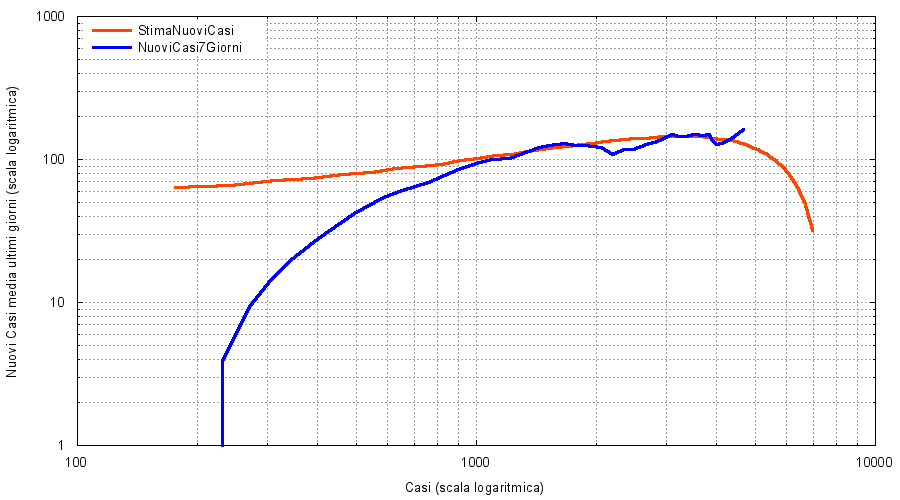 1000
StimaNuoviCasi
NuoviCasi7Giorni
100
10
1
100
1000
10000
Nuovi Casi media ultimi giorni (scala logaritmica)
Casi (scala logaritmica)